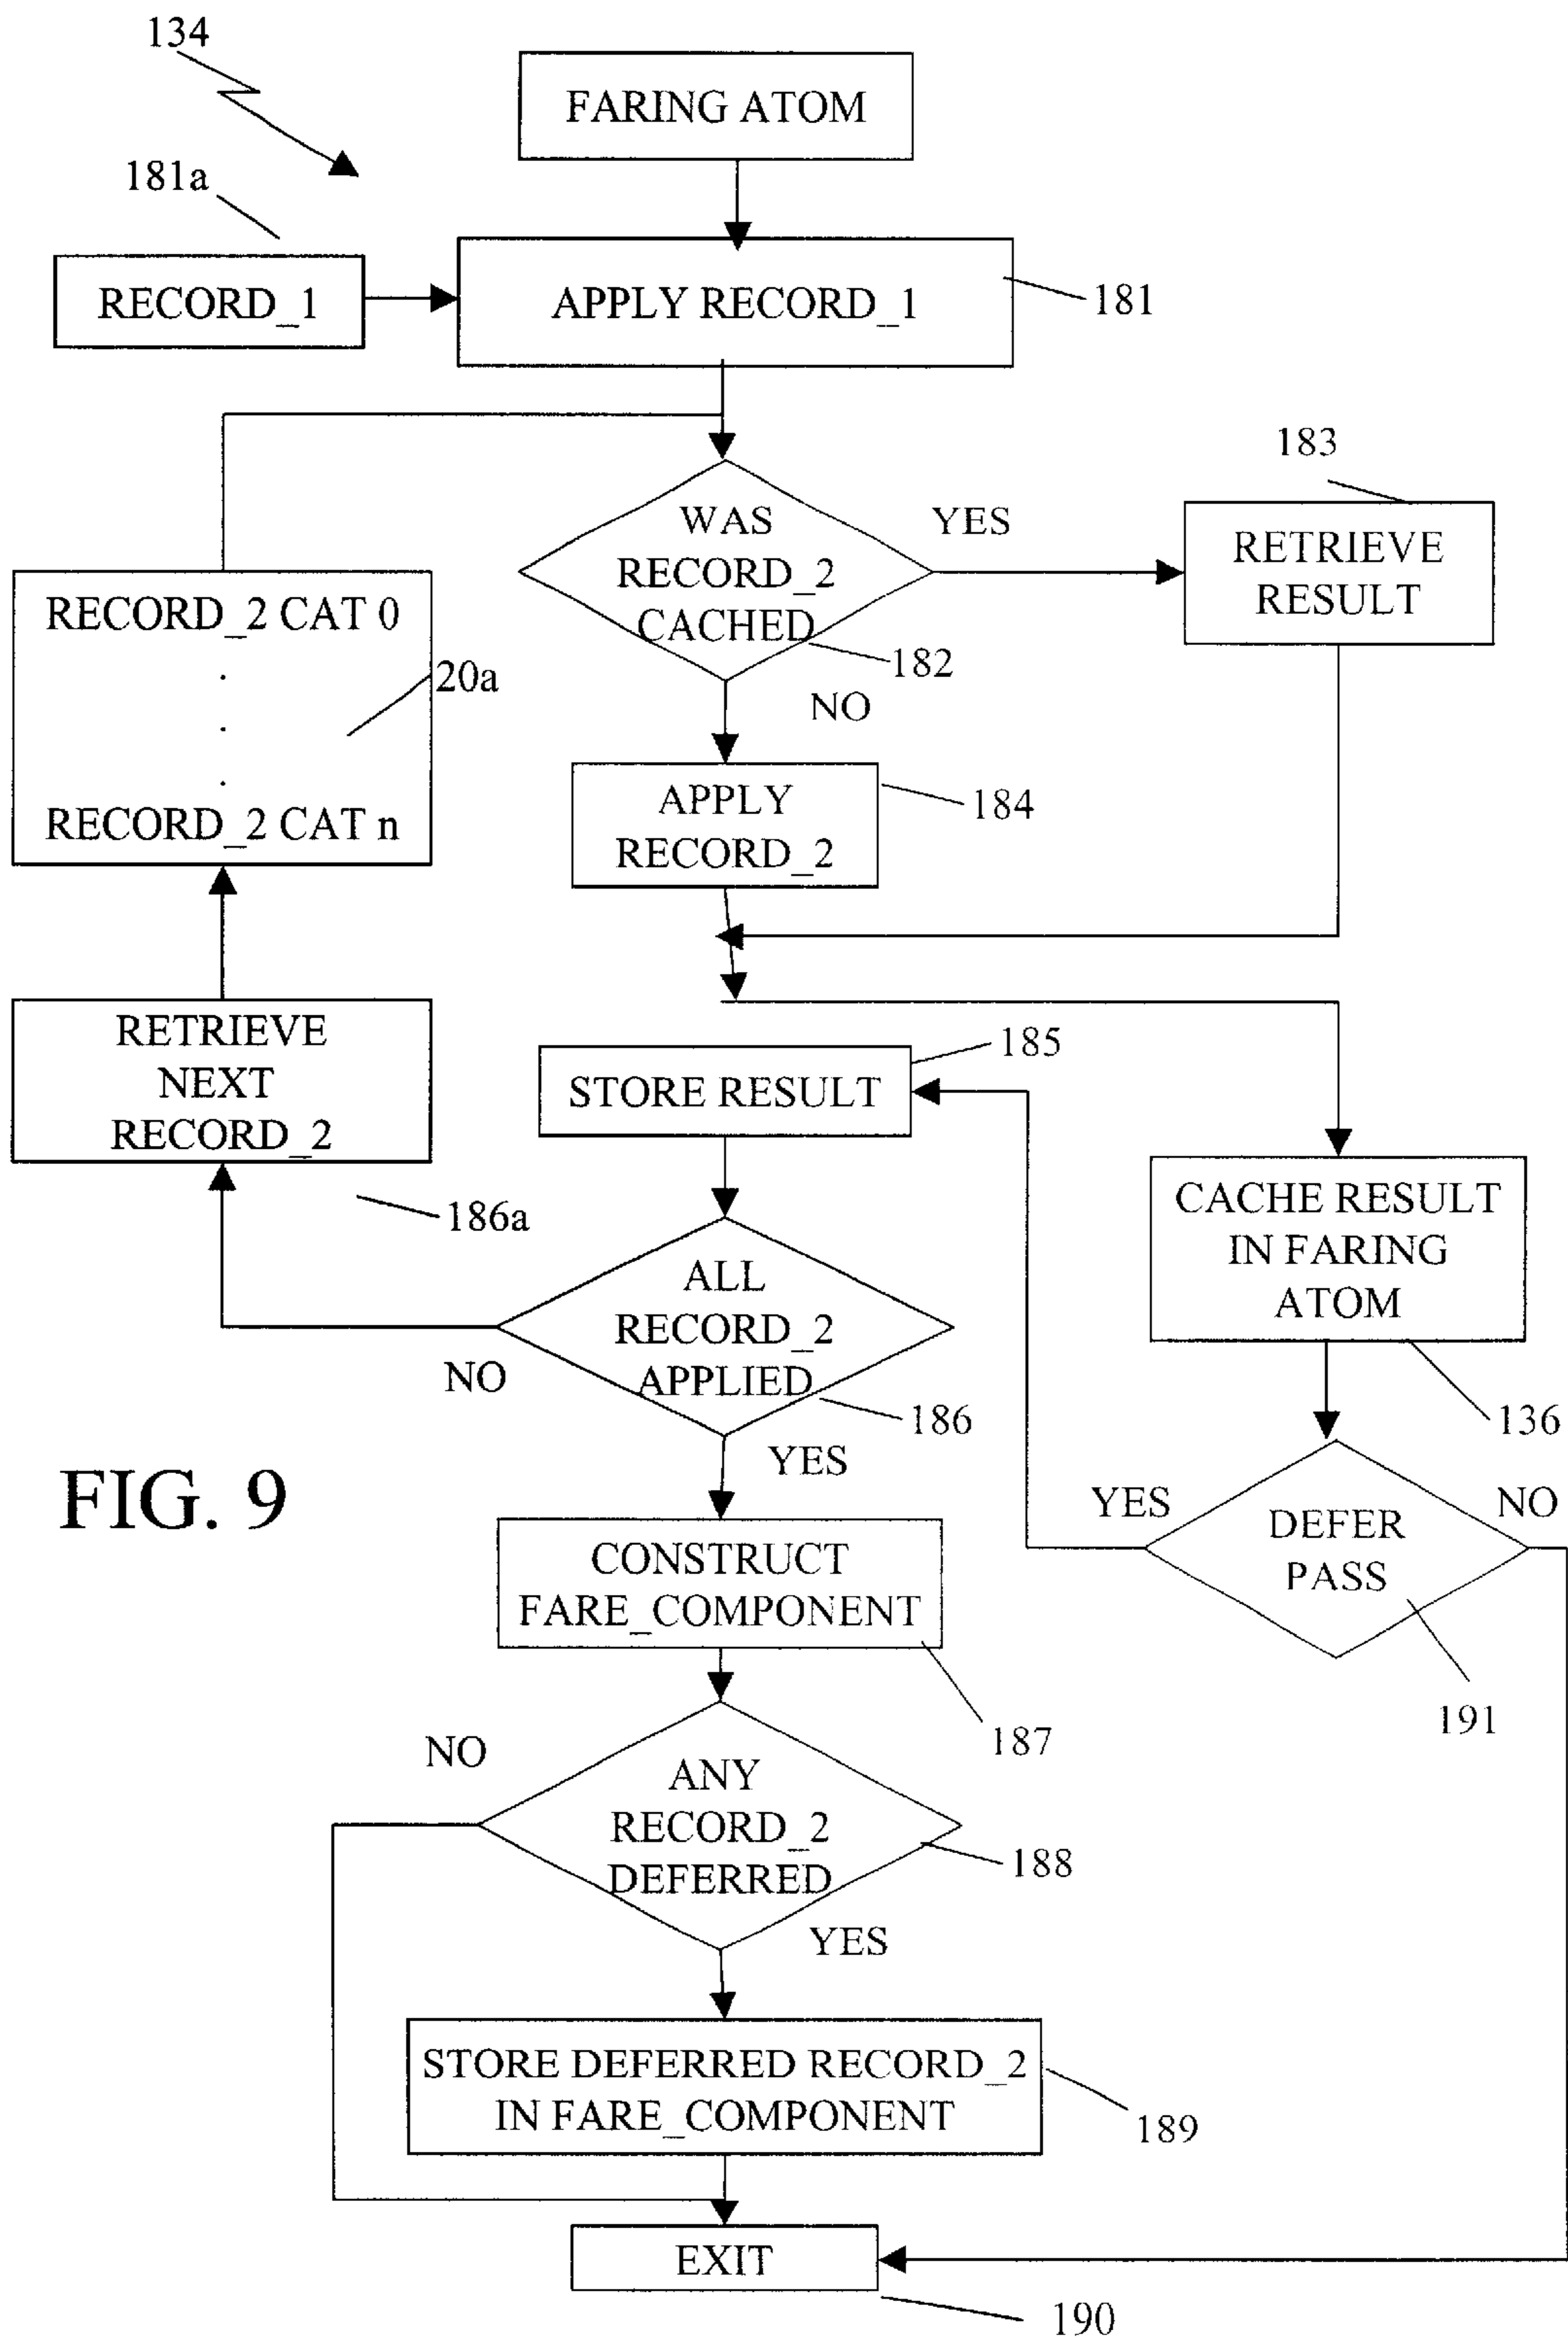 134
FARING ATOM
181a
RECORD_1
APPLY RECORD_1
181
183
WAS
RECORD_2
CACHED
YES
RETRIEVE
RESULT
182
NO
RECORD_2 CAT 0
.
.
.
RECORD_2 CAT n
20a
APPLY
RECORD_2
184
RETRIEVE
NEXT
RECORD_2
186a
185
STORE RESULT
CACHE RESULT
IN FARING
ATOM
136
ALL
RECORD_2
APPLIED
NO
186
YES
FIG. 9
YES
DEFER
PASS
NO
191
CONSTRUCT
FARE_COMPONENT
187
NO
ANY
RECORD_2
DEFERRED
188
YES
STORE DEFERRED RECORD_2
IN FARE_COMPONENT
189
EXIT
190